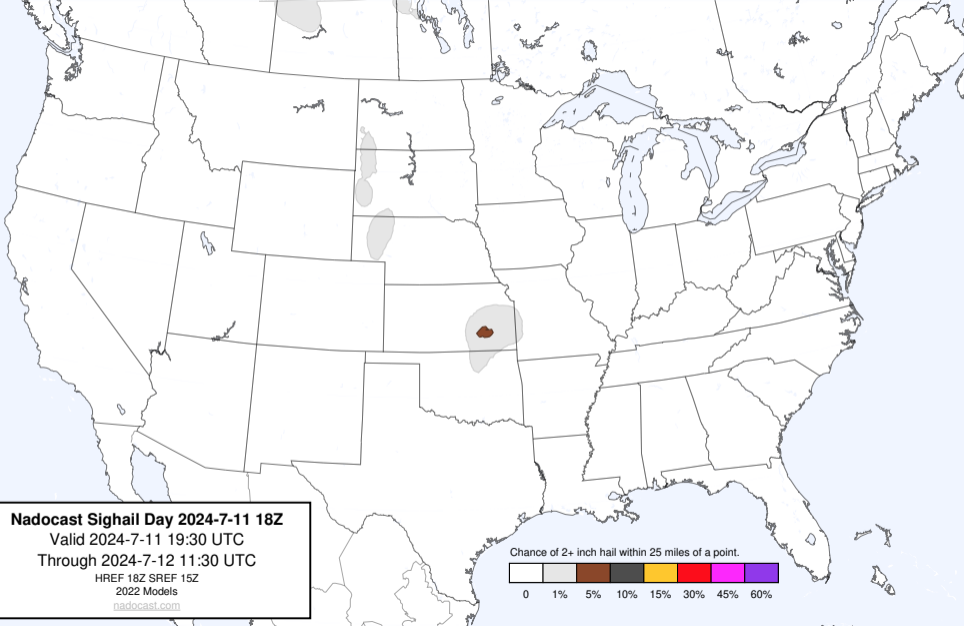 Nadocast Sighail Day 2024-7-11 18Z
Valid 2024-7-11 19:30 UTC
Through 2024-7-12 11:30 UTC
HREF 18Z SREF 15Z
2022 Models
nadocast.com
Chance of 2+ inch hail within 25 miles of a point.
0 1% 5% 10% 15% 30% 45% 60%